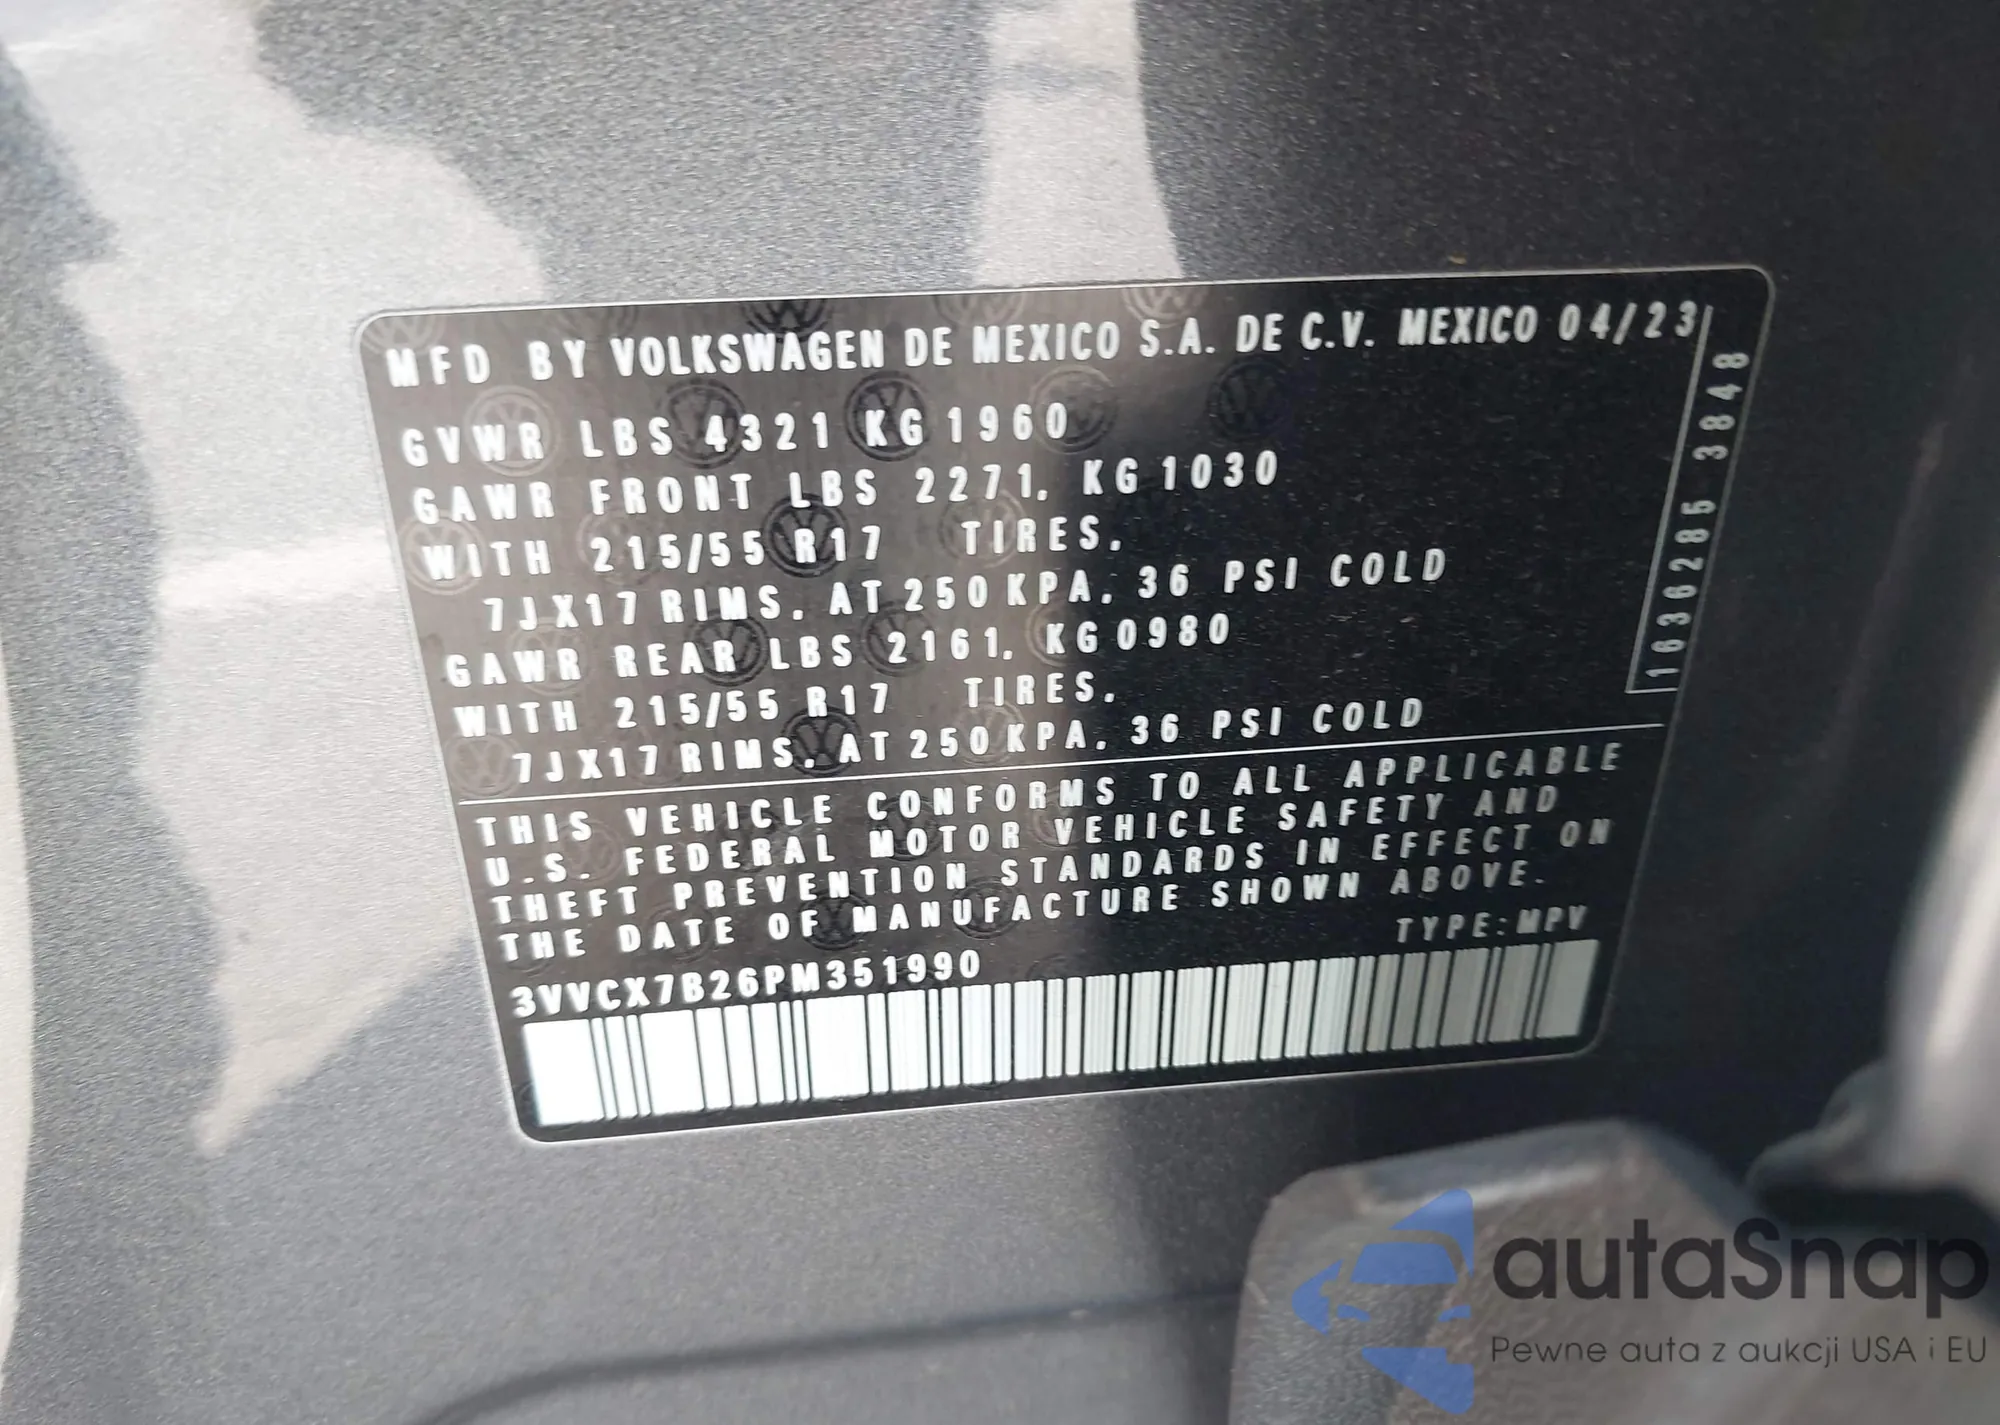 MFD BY VOLKSWAGEN DE MEXICO S.A. DE C.V. MEXICO 04/23
GVWR LBS 4321 KG 1960
GAWR FRONT LBS 2271, KG 1030
WITH 215/55 R17 TIRES,
7JX17 RIMS, AT 250 KPA, 36 PSI COLD
GAWR REAR LBS 2161, KG 0980
WITH 215/55 R17 TIRES,
7JX17 RIMS, AT 250 KPA, 36 PSI COLD
THIS VEHICLE CONFORMS TO ALL APPLICABLE
U.S. FEDERAL MOTOR VEHICLE SAFETY AND
THEFT PREVENTION STANDARDS IN EFFECT ON
THE DATE OF MANUFACTURE SHOWN ABOVE.
TYPE: MPV
3VVCX7B26PM351990
1636285 3848
autaSnap
Pewne auta z aukcji USA i EU